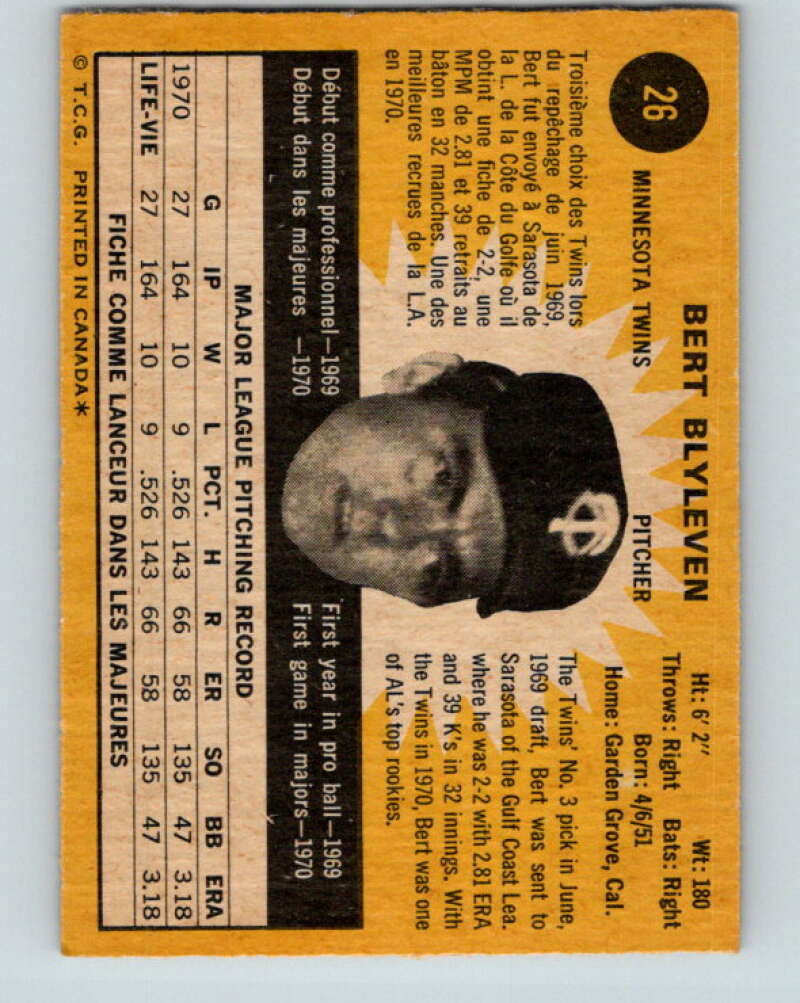 26
BERT BLYLEVEN
MINNESOTA TWINS
PITCHER
Ht: 6' 2" Wt: 180
Throws: Right Bats: Right
Born: 4/6/51
Home: Garden Grove, Cal.
Troisième choix des Twins lors
du repêchage de juin 1969,
Bert fut envoyé à Sarasota de
la L. de la Côte du Golfe où il
obtint une fiche de 2-2, une
MPM de 2.81 et 39 retraits au
bâton en 32 manches. Une des
meilleures recrues de la L.A.
en 1970.
The Twins' No. 3 pick in June,
1969 draft, Bert was sent to
Sarasota of the Gulf Coast Lea.
where he was 2-2 with 2.81 ERA
and 39 K's in 32 innings. With
the Twins in 1970, Bert was one
of AL's top rookies.
Début comme professionnel—1969
Début dans les majeures —1970
First year in pro ball—1969
First game in majors—1970
MAJOR LEAGUE PITCHING RECORD
G IP W L PCT. H R ER SO BB ERA
1970 27 164 10 9 .526 143 66 58 135 47 3.18
LIFE-VIE 27 164 10 9 .526 143 66 58 135 47 3.18
FICHE COMME LANCEUR DANS LES MAJEURES
© T.C.G. PRINTED IN CANADA*